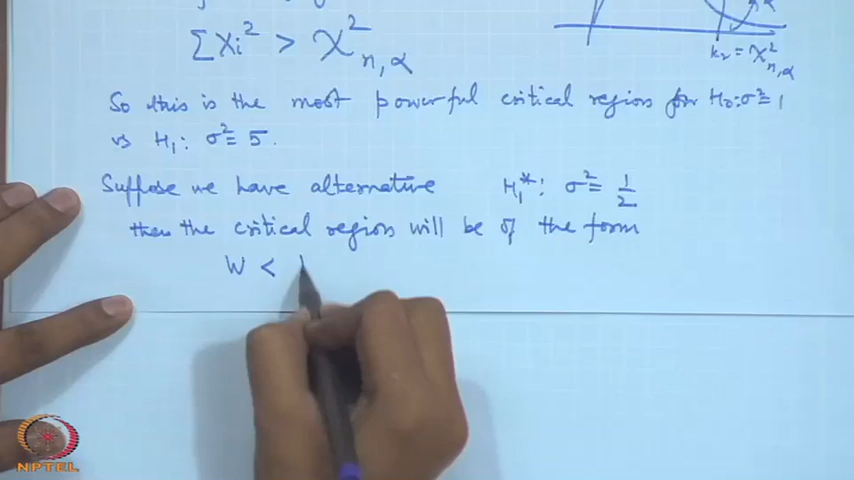 ΣXi² > χ²n,α
k₂ = χ²n,α
So this is the most powerful critical region for H₀: σ² = 1
vs H₁: σ² = 5.
Suppose we have alternative H₁*: σ² = 1/2
then the critical region will be of the form
W <
NPTEL